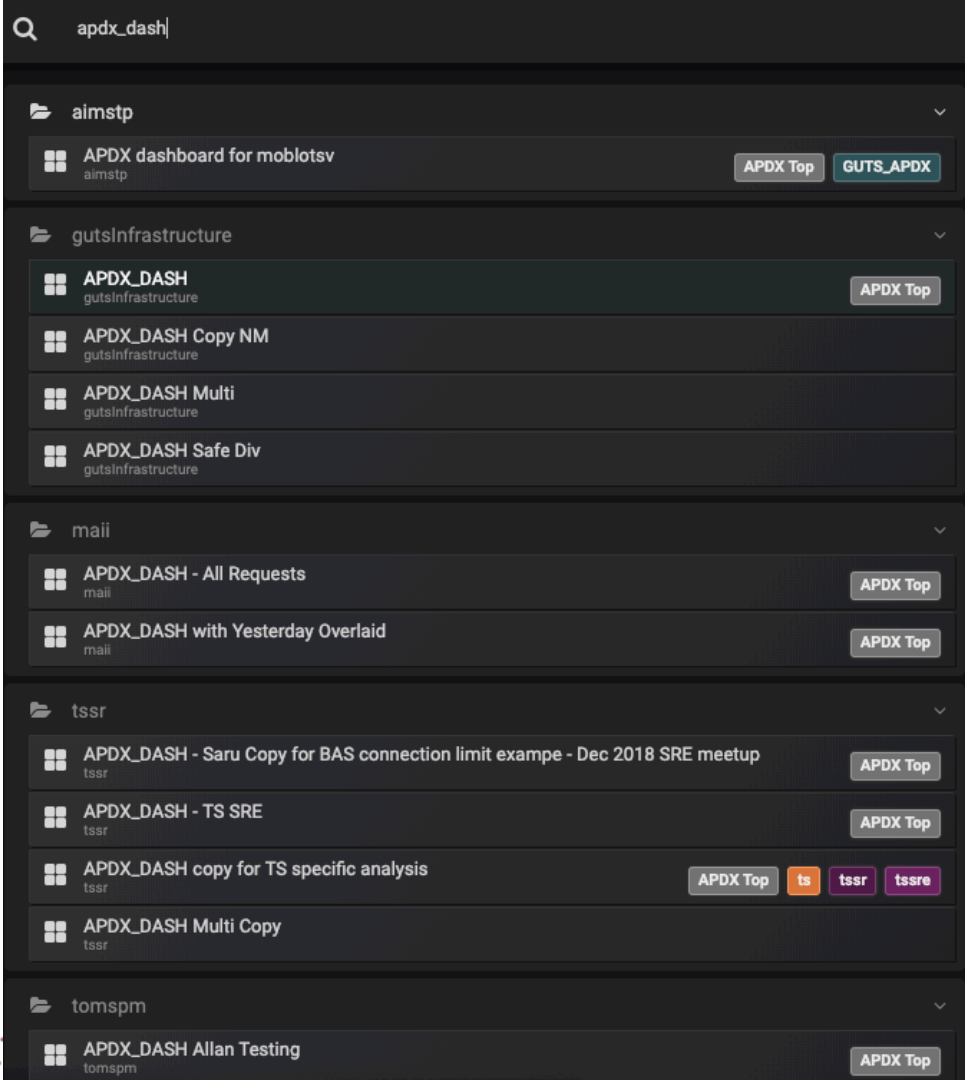 apdx_dash
aimstp
APDX dashboard for moblotsv
aimstp
APDX Top GUTS_APDX
gutsInfrastructure
APDX_DASH
gutsInfrastructure
APDX Top
APDX_DASH Copy NM
gutsInfrastructure
APDX_DASH Multi
gutsInfrastructure
APDX_DASH Safe Div
gutsInfrastructure
maii
APDX_DASH - All Requests
maii
APDX Top
APDX_DASH with Yesterday Overlaid
maii
APDX Top
tssr
APDX_DASH - Saru Copy for BAS connection limit exampe - Dec 2018 SRE meetup
tssr
APDX Top
APDX_DASH - TS SRE
tssr
APDX Top
APDX_DASH copy for TS specific analysis
tssr
APDX Top ts tssr tssre
APDX_DASH Multi Copy
tssr
tomspm
APDX_DASH Allan Testing
tomspm
APDX Top